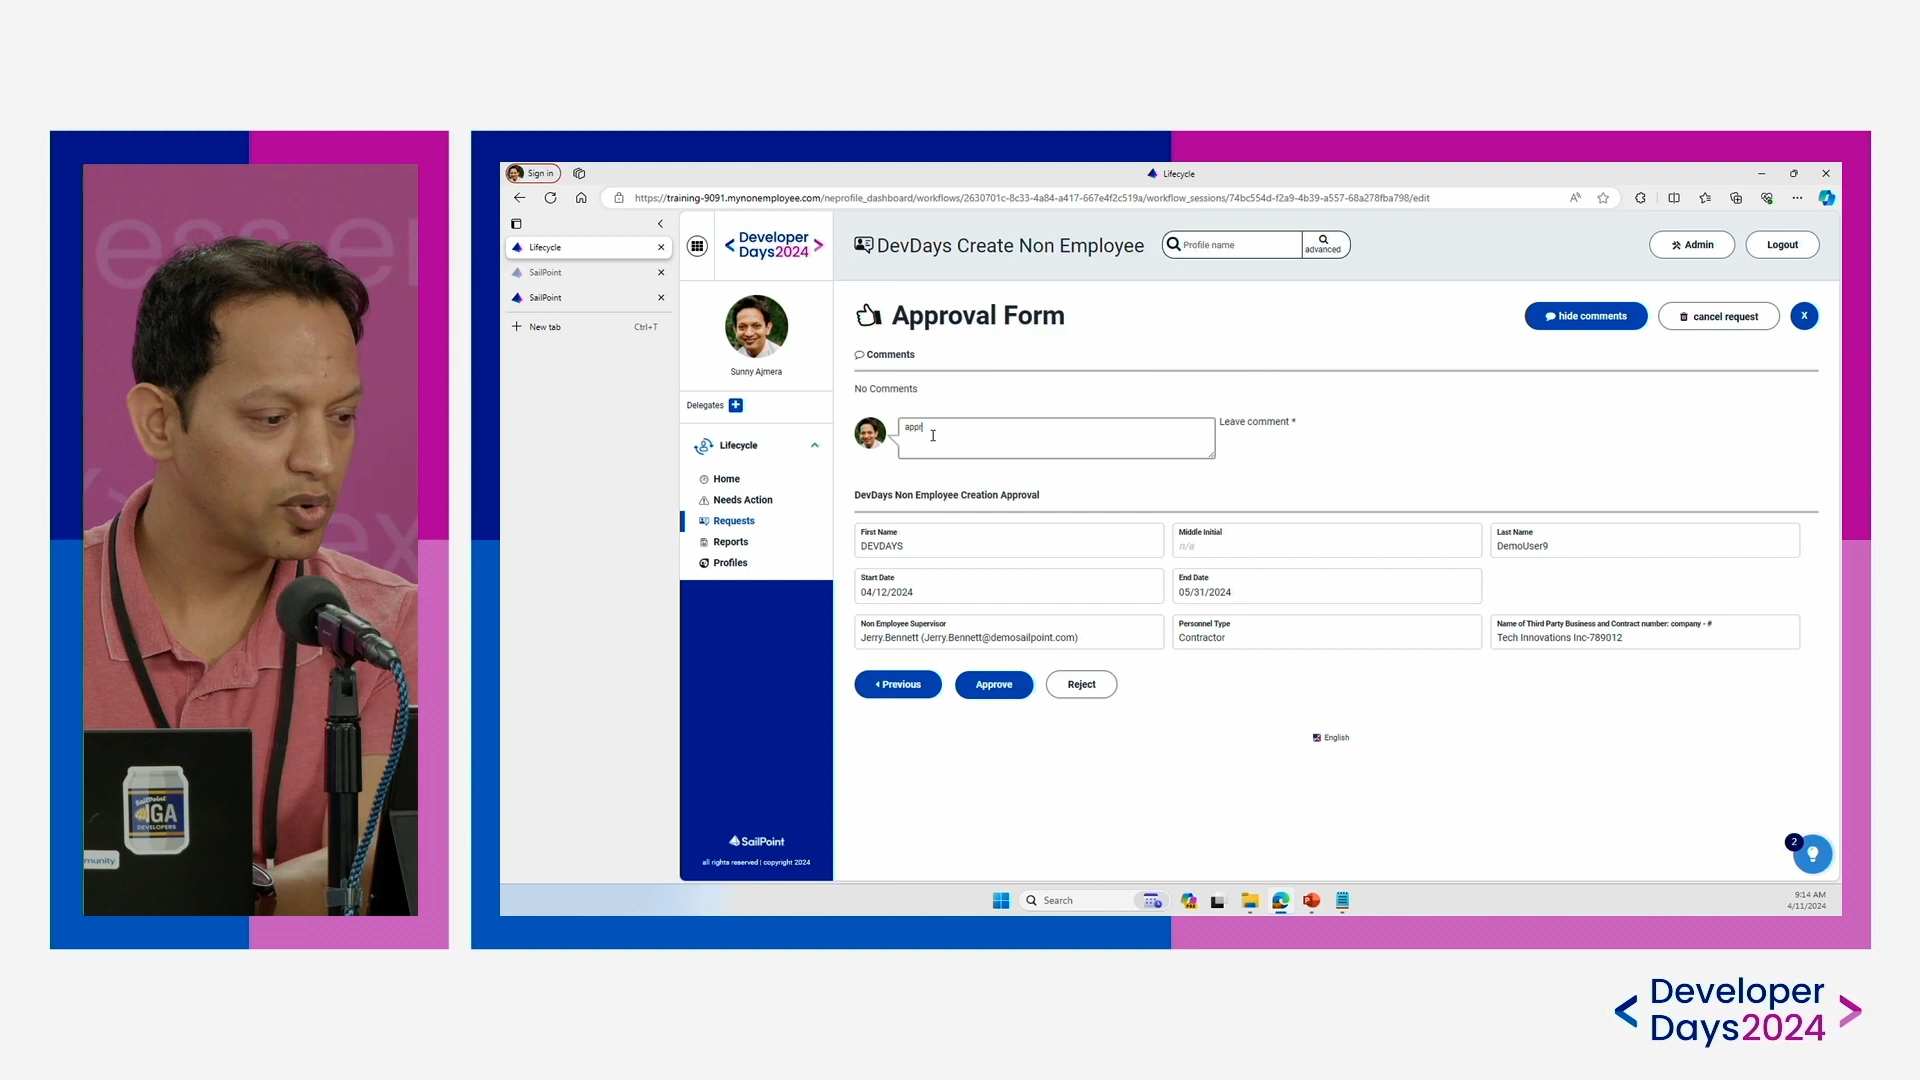 ess.er
ex
SailPoint
IGA
DEVELOPERS
munity
Sign in
Lifecycle
https://training-9091.mynonemployee.com/neprofile_dashboard/workflows/2630701c-8c33-4a84-a417-667e4f2c519a/workflow_sessions/74bc554d-f2a9-4b39-a557-68a278fba798/edit
Lifecycle
SailPoint
SailPoint
New tab Ctrl+T
Developer
Days2024
DevDays Create Non Employee
Profile name
advanced
Admin
Logout
Sunny Ajmera
Delegates
Lifecycle
Home
Needs Action
Requests
Reports
Profiles
SailPoint
all rights reserved | copyright 2024
Approval Form
hide comments
cancel request
X
Comments
No Comments
appr
Leave comment *
DevDays Non Employee Creation Approval
First Name
DEVDAYS
Middle Initial
n/a
Last Name
DemoUser9
Start Date
04/12/2024
End Date
05/31/2024
Non Employee Supervisor
Jerry.Bennett (Jerry.Bennett@demosailpoint.com)
Personnel Type
Contractor
Name of Third Party Business and Contract number: company - #
Tech Innovations Inc-789012
Previous
Approve
Reject
English
2
Search
9:14 AM
4/11/2024
Developer
Days2024